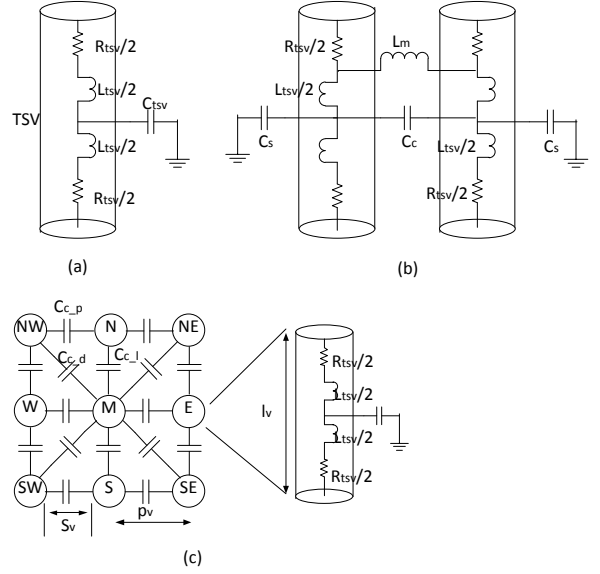 Rtsv/2
Ltsv/2
Ctsv
TSV
Ltsv/2
Rtsv/2
(a)
Rtsv/2
Lm
Ltsv/2
Cs
Cc
Ltsv/2
Cs
Rtsv/2
(b)
Cc_p
NW
N
NE
Cc_d
Cc_l
W
M
E
SW
S
SE
Sv
pv
lv
Rtsv/2
Ltsv/2
Ltsv/2
Rtsv/2
(c)